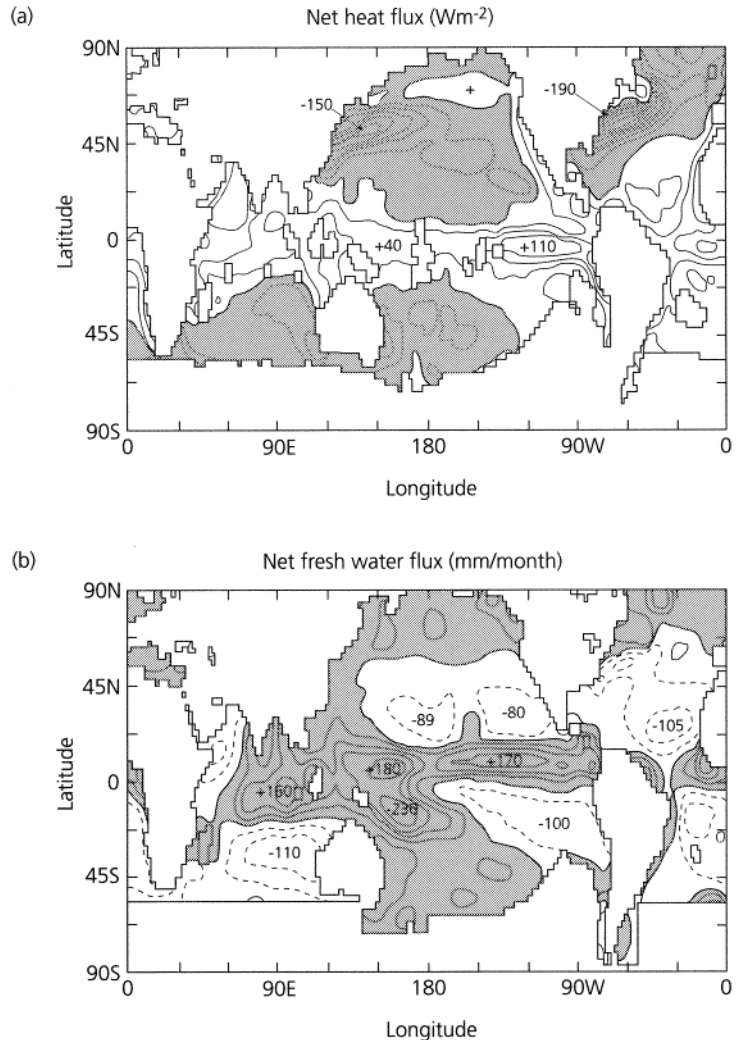 (a)
Net heat flux (Wm-2)
90N
45N
0
45S
90S
Latitude
-150
+
-190
+40
+110
0
90E
180
90W
0
Longitude
(b)
Net fresh water flux (mm/month)
90N
45N
0
45S
90S
Latitude
-89
-80
-105
+180
+170
+160
-230
-100
-110
0
90E
180
90W
0
Longitude